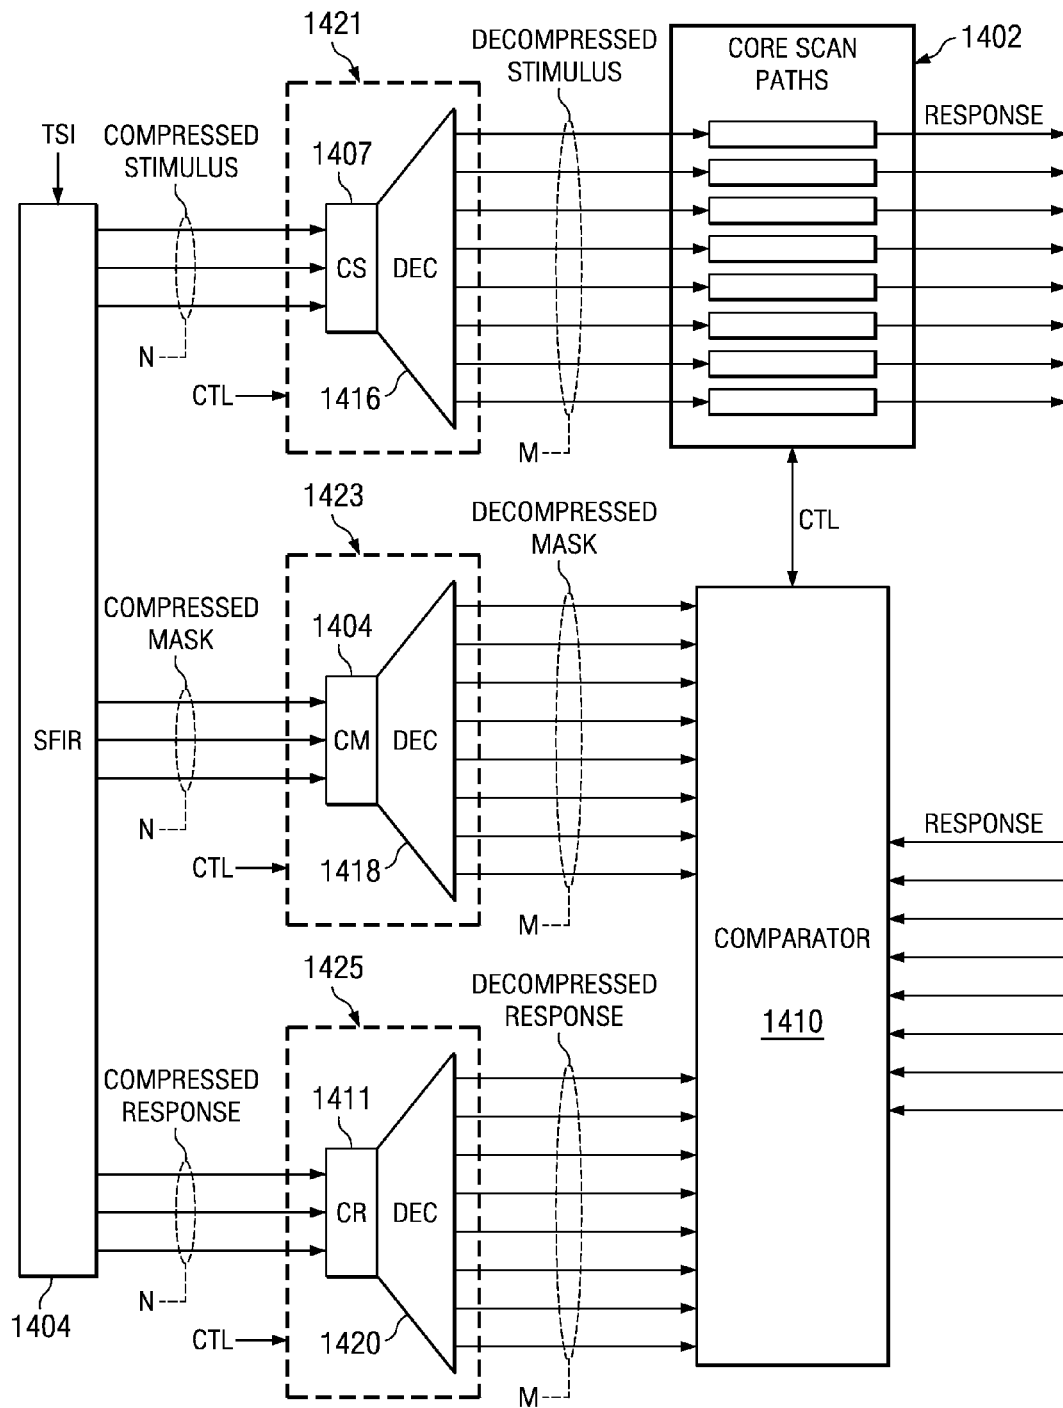 1421
DECOMPRESSED
STIMULUS
CORE SCAN
PATHS
1402
TSI
COMPRESSED
STIMULUS
1407
RESPONSE
CS
DEC
N
CTL
1416
M
1423
DECOMPRESSED
MASK
CTL
COMPRESSED
MASK
1404
SFIR
CM
DEC
N
CTL
1418
M
RESPONSE
COMPARATOR
1410
1425
DECOMPRESSED
RESPONSE
COMPRESSED
RESPONSE
1411
CR
DEC
N
1404
CTL
1420
M